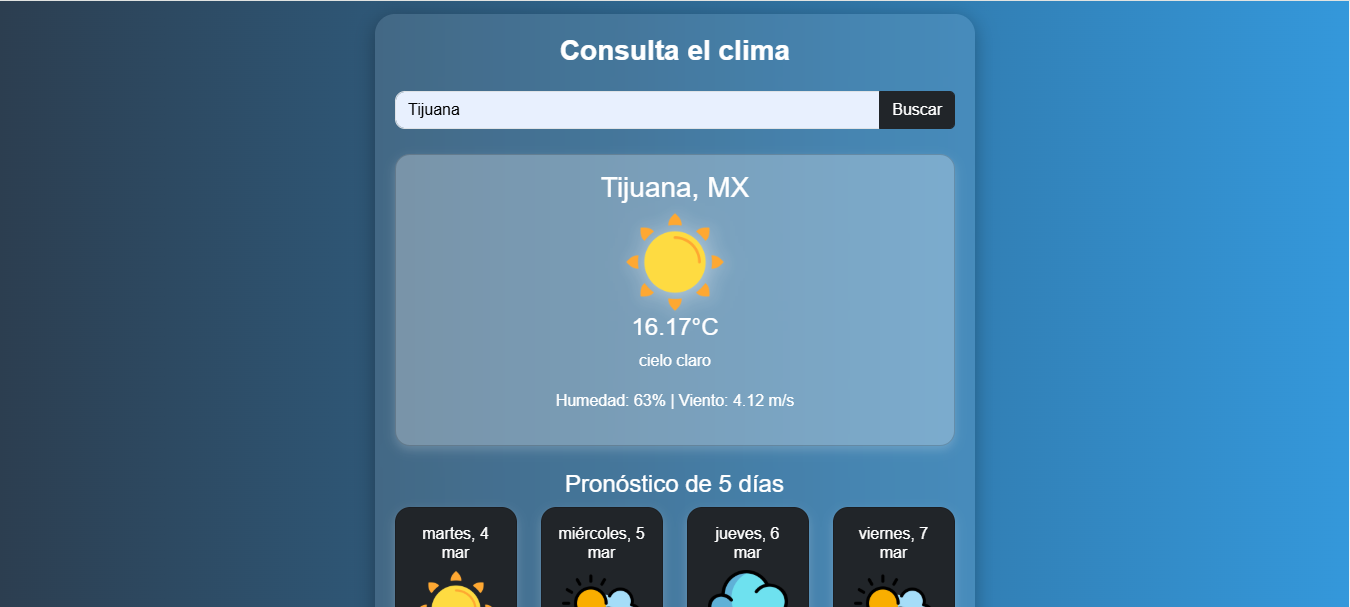 Consulta el clima
Tijuana
Buscar
Tijuana, MX
16.17°C
cielo claro
Humedad: 63% | Viento: 4.12 m/s
Pronóstico de 5 días
martes, 4
mar
miércoles, 5
mar
jueves, 6
mar
viernes, 7
mar